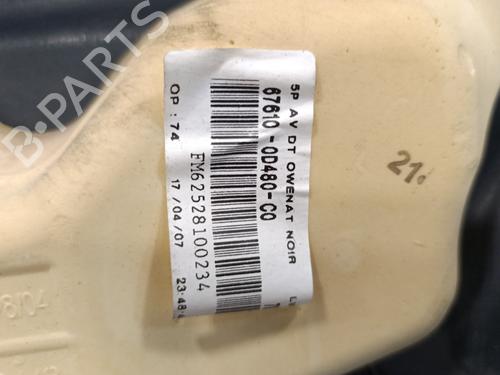 5P AV DT OWENAT NOIR
67610-0D480-C0
FM62528100234
OP : 74
17/04/07
23:48:
21.
B-Parts